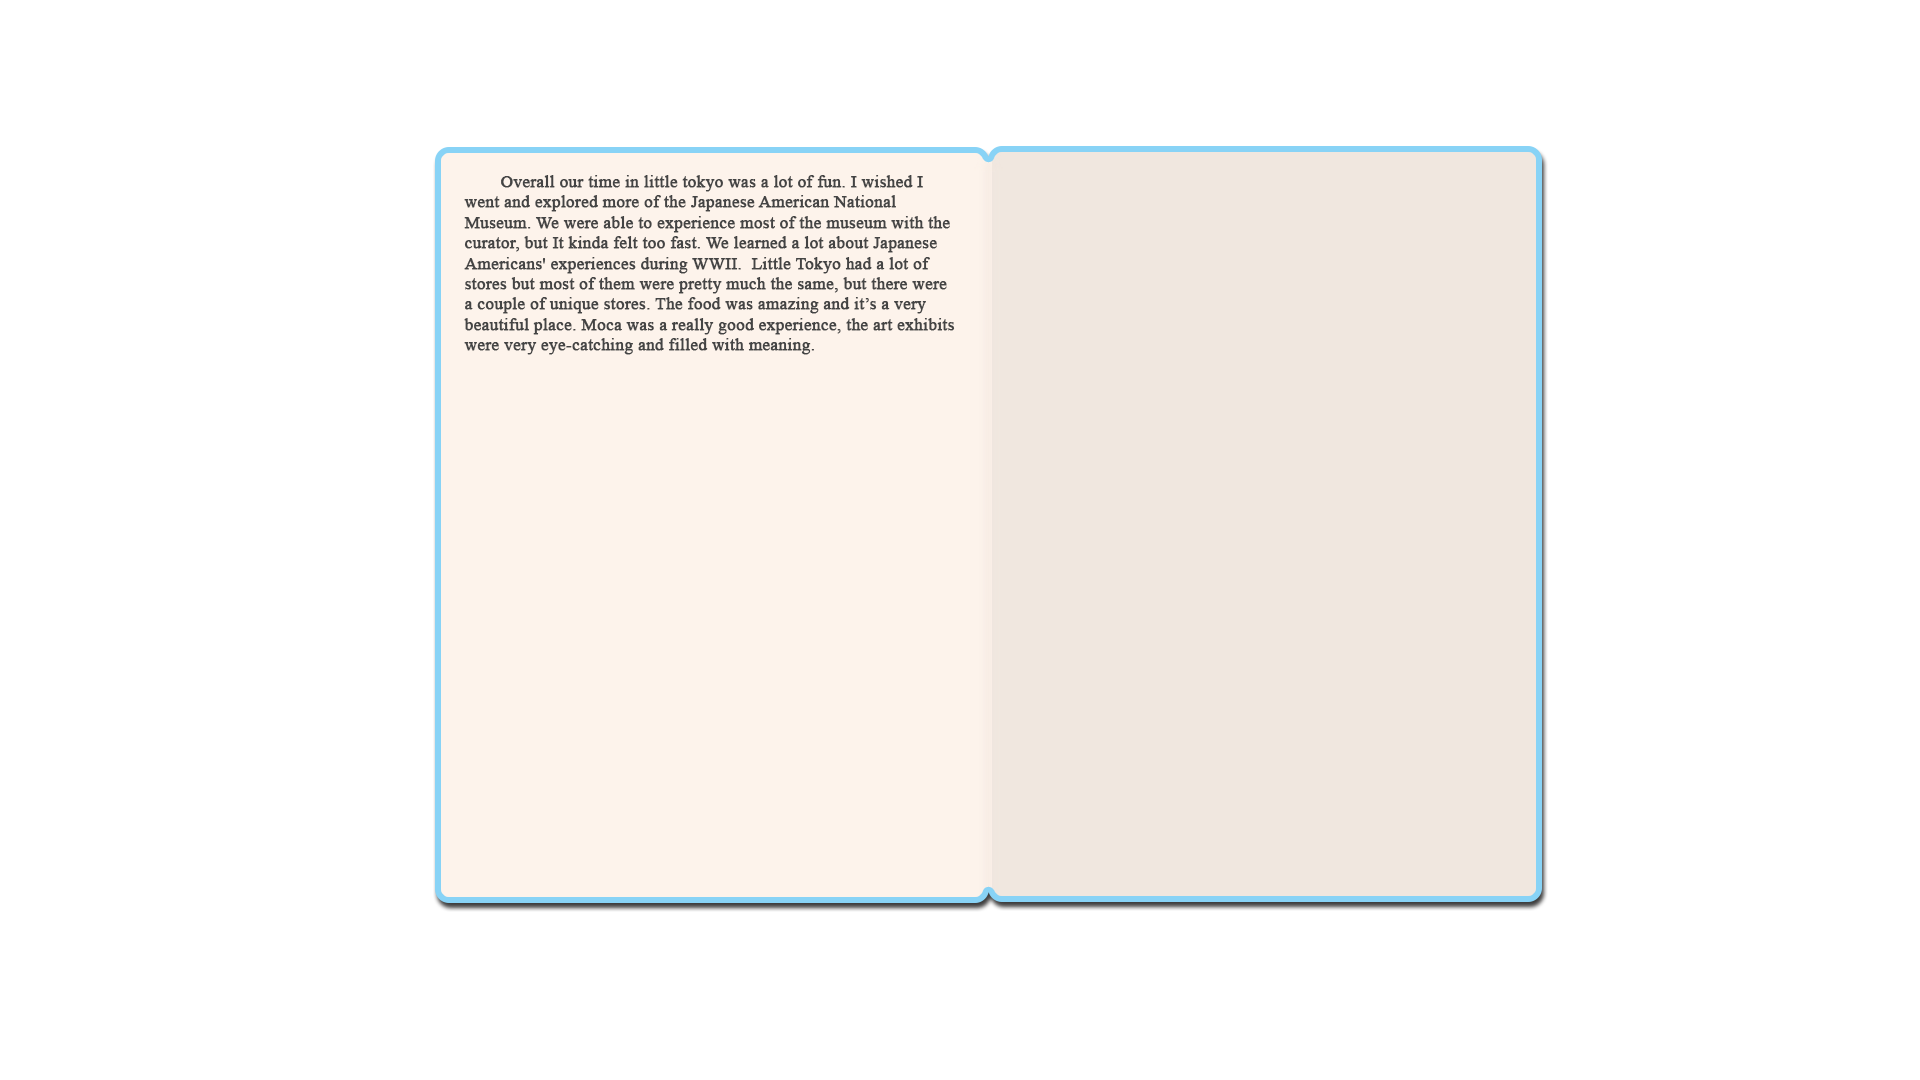 Overall our time in little tokyo was a lot of fun. I wished I
went and explored more of the Japanese American National
Museum. We were able to experience most of the museum with the
curator, but It kinda felt too fast. We learned a lot about Japanese
Americans' experiences during WWII.  Little Tokyo had a lot of
stores but most of them were pretty much the same, but there were
a couple of unique stores. The food was amazing and it’s a very
beautiful place. Moca was a really good experience, the art exhibits
were very eye-catching and filled with meaning.